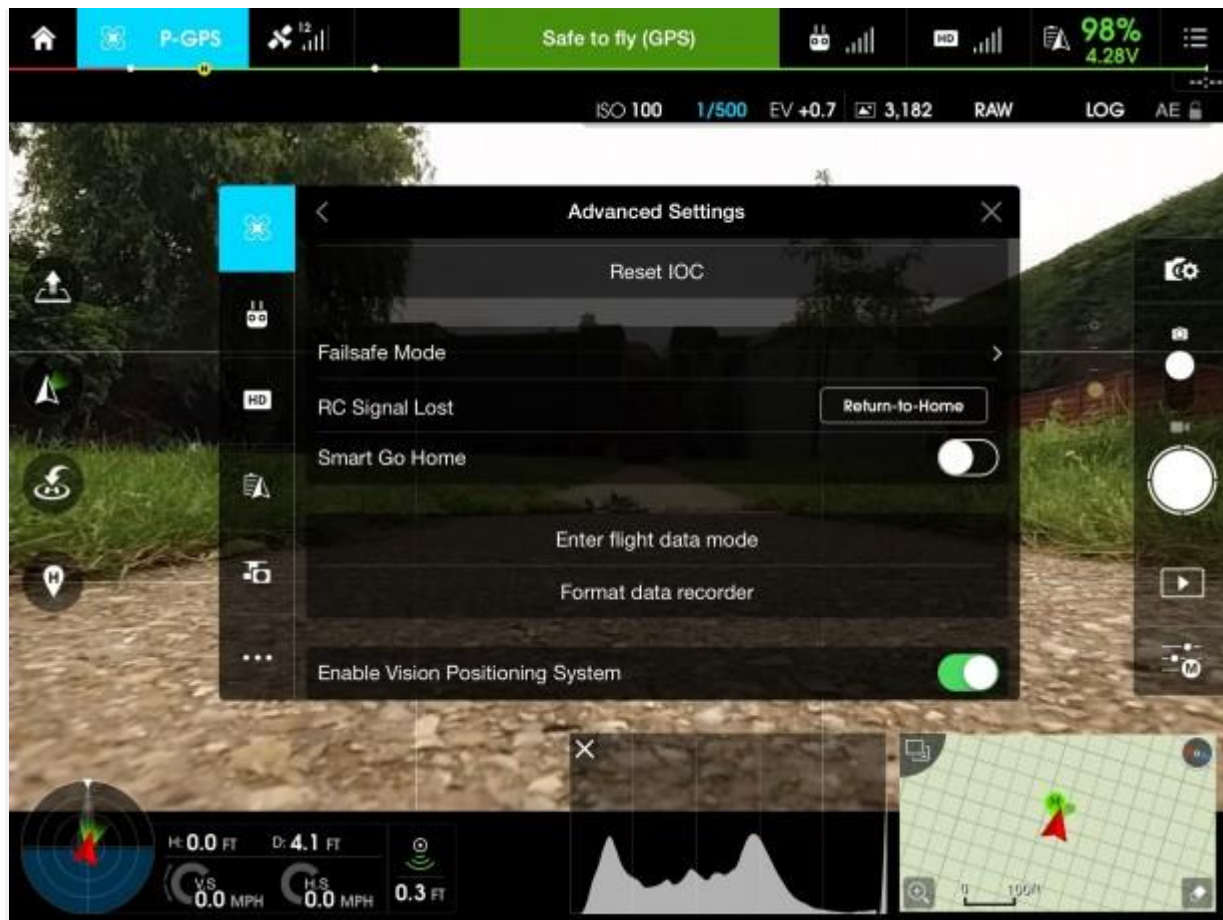 P-GPS 12 Safe to fly (GPS) HD 98%
4.28V
H
--:--
ISO 100 1/500 EV +0.7 3,182 RAW LOG AE
Advanced Settings
Reset IOC
Failsafe Mode
HD RC Signal Lost Return-to-Home
Smart Go Home
Enter flight data mode
H
Format data recorder
Enable Vision Positioning System
M
H: 0.0 FT D: 4.1 FT
V.S 0.0 MPH H.S 0.0 MPH 0.3 FT
H
0 100ft